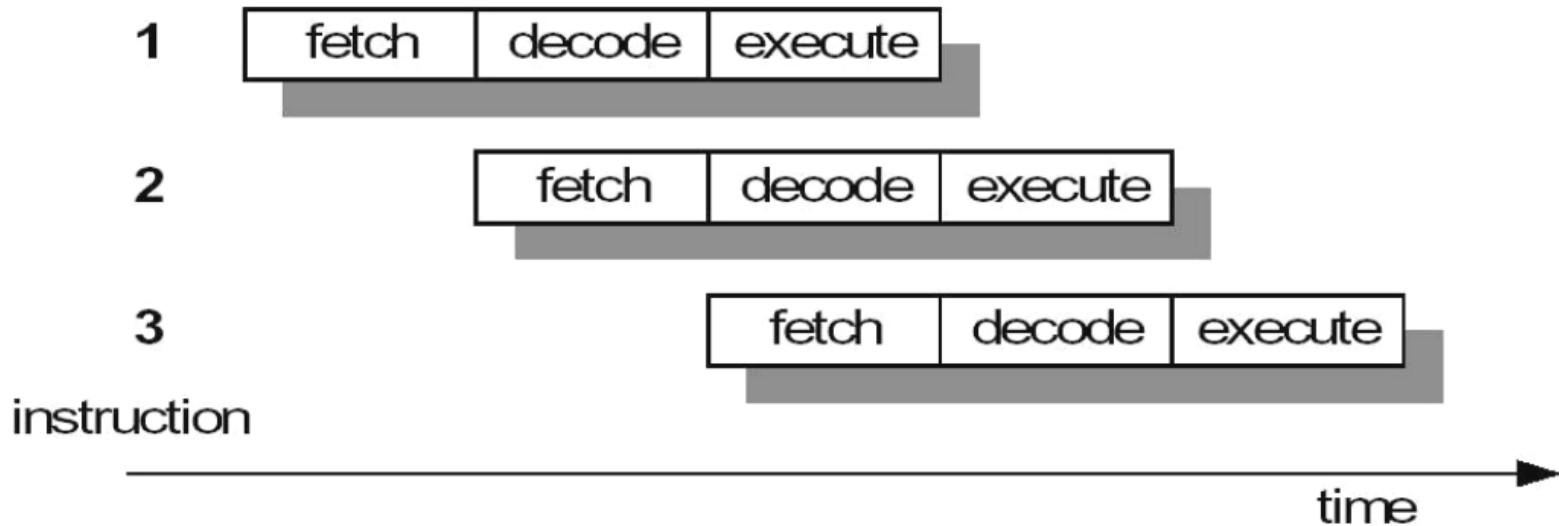 1 fetch decode execute
2 fetch decode execute
3 fetch decode execute
instruction
time